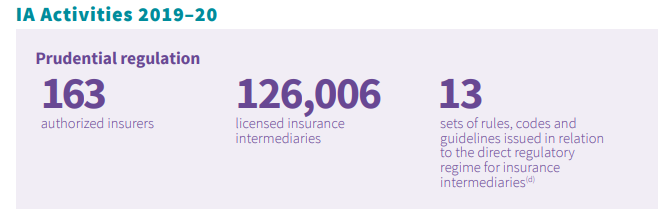 IA Activities 2019–20
Prudential regulation
163
authorized insurers
126,006
licensed insurance
intermediaries
13
sets of rules, codes and
guidelines issued in relation
to the direct regulatory
regime for insurance
intermediaries(d)